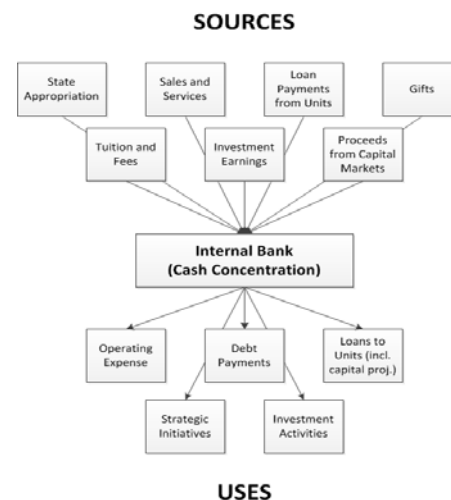 SOURCES
State
Appropriation
Sales and
Services
Loan
Payments
from Units
Gifts
Tuition and
Fees
Investment
Earnings
Proceeds
from Capital
Markets
Internal Bank
(Cash Concentration)
Operating
Expense
Debt
Payments
Loans to
Units (incl.
capital proj.)
Strategic
Initiatives
Investment
Activities
USES